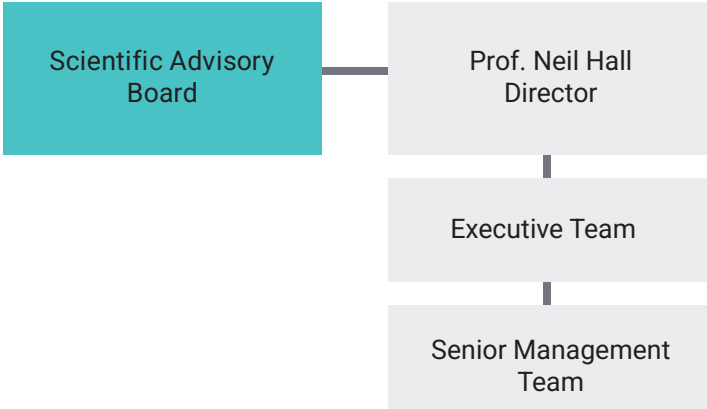 Scientific Advisory
Board
Prof. Neil Hall
Director
Executive Team
Senior Management
Team